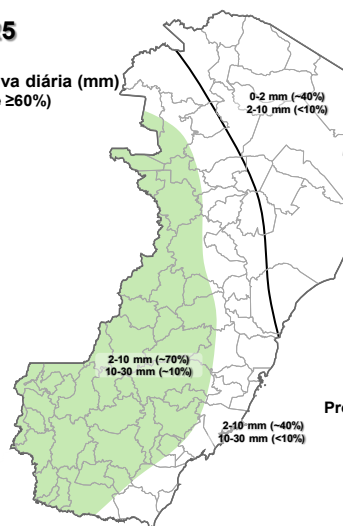 25
va diária (mm)
≥60%)
0-2 mm (~40%)
2-10 mm (<10%)
2-10 mm (~70%)
10-30 mm (~10%)
Pr
2-10 mm (~40%)
10-30 mm (<10%)